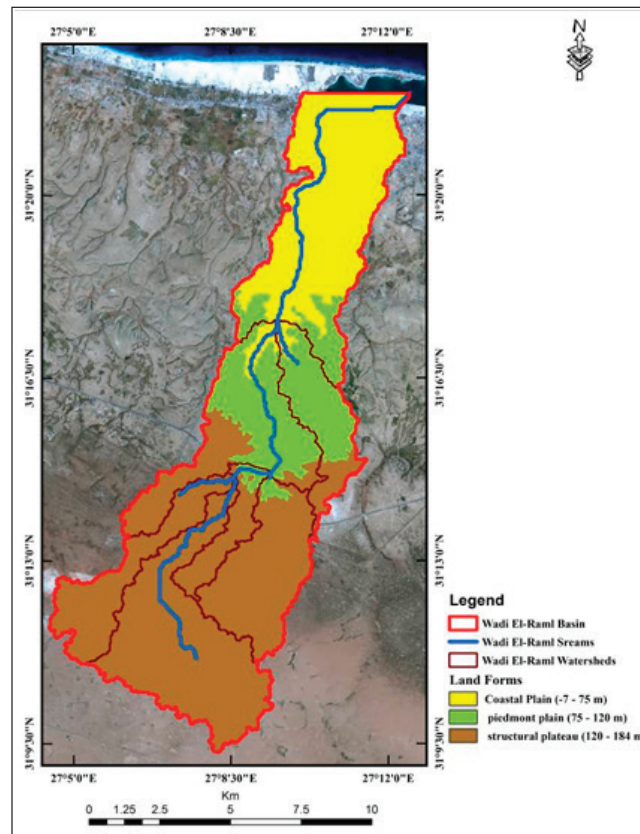 N
27°5'0"E 27°8'30"E 27°12'0"E
31°20'0"N 31°20'0"N
31°16'30"N 31°16'30"N
31°13'0"N 31°13'0"N
31°9'30"N 31°9'30"N
Legend
Wadi El-Raml Basin
Wadi El-Raml Sreams
Wadi El-Raml Watersheds
Land Forms
Coastal Plain (-7 - 75 m)
piedmont plain (75 - 120 m)
structural plateau (120 - 184 m
27°5'0"E 27°8'30"E 27°12'0"E
Km
0 1.25 2.5 5 7.5 10